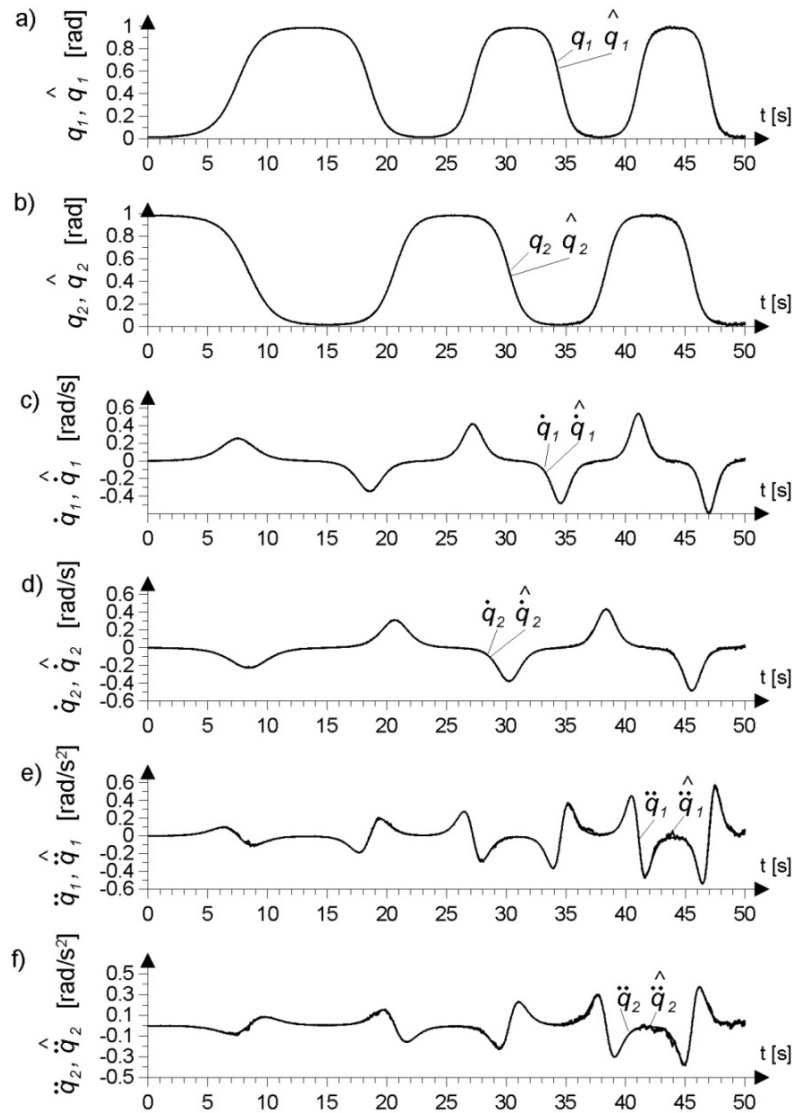 a)
q̂1, q1 [rad]
1
0.8
0.6
0.4
0.2
0
q1 q̂1
t [s]
0 5 10 15 20 25 30 35 40 45 50
b)
q̂2, q2 [rad]
1
0.8
0.6
0.4
0.2
0
q2 q̂2
t [s]
0 5 10 15 20 25 30 35 40 45 50
c)
q̇1, q̇̂1 [rad/s]
0.6
0.4
0.2
0
-0.2
-0.4
q̇1 q̇̂1
t [s]
0 5 10 15 20 25 30 35 40 45 50
d)
q̇2, q̇̂2 [rad/s]
0.6
0.4
0.2
0
-0.2
-0.4
-0.6
q̇2 q̇̂2
t [s]
0 5 10 15 20 25 30 35 40 45 50
e)
q̈1, q̈̂1 [rad/s²]
0.6
0.4
0.2
0
-0.2
-0.4
-0.6
q̈1 q̈̂1
t [s]
0 5 10 15 20 25 30 35 40 45 50
f)
q̈2, q̈̂2 [rad/s²]
0.5
0.3
0.1
-0.1
-0.3
-0.5
q̈2 q̈̂2
t [s]
0 5 10 15 20 25 30 35 40 45 50